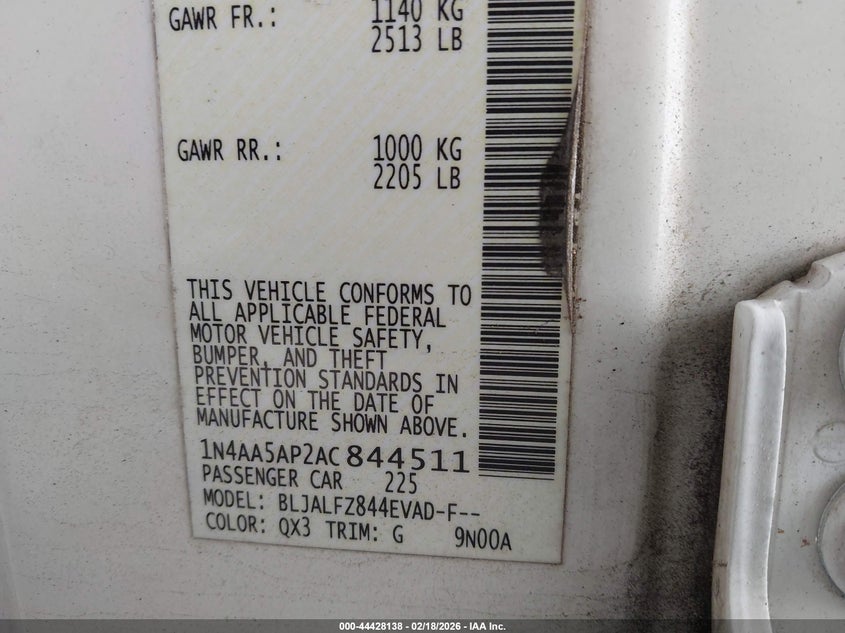 GAWR FR.: 1140 KG
2513 LB
GAWR RR.: 1000 KG
2205 LB
THIS VEHICLE CONFORMS TO
ALL APPLICABLE FEDERAL
MOTOR VEHICLE SAFETY,
BUMPER, AND THEFT
PREVENTION STANDARDS IN
EFFECT ON THE DATE OF
MANUFACTURE SHOWN ABOVE.
1N4AA5AP2AC844511
PASSENGER CAR 225
MODEL: BLJALFZ844EVAD-F--
COLOR: QX3 TRIM: G 9N00A
000-44428138 - 02/18/2026 - IAA Inc.